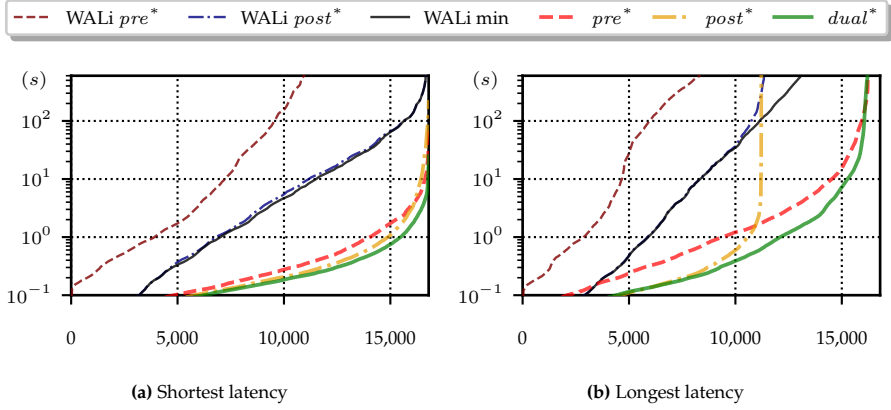 WALi pre* WALi post* WALi min pre* post* dual*
(s)
10²
10¹
10⁰
10⁻¹
0 5,000 10,000 15,000
(a) Shortest latency
(s)
10²
10¹
10⁰
10⁻¹
0 5,000 10,000 15,000
(b) Longest latency